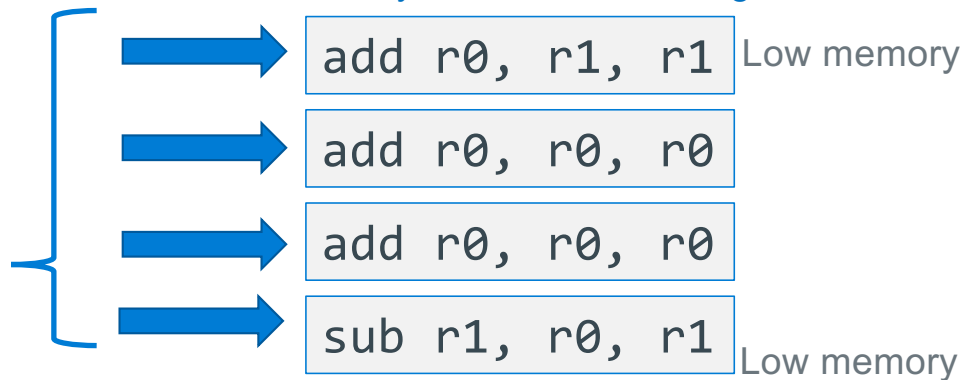 add r0, r1, r1 Low memory
add r0, r0, r0
add r0, r0, r0
sub r1, r0, r1
Low memory